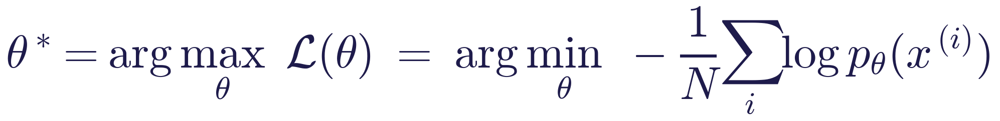 θ* = arg max_θ ℒ(θ) = arg min_θ − 1/N ∑_i log p_θ(x^(i))